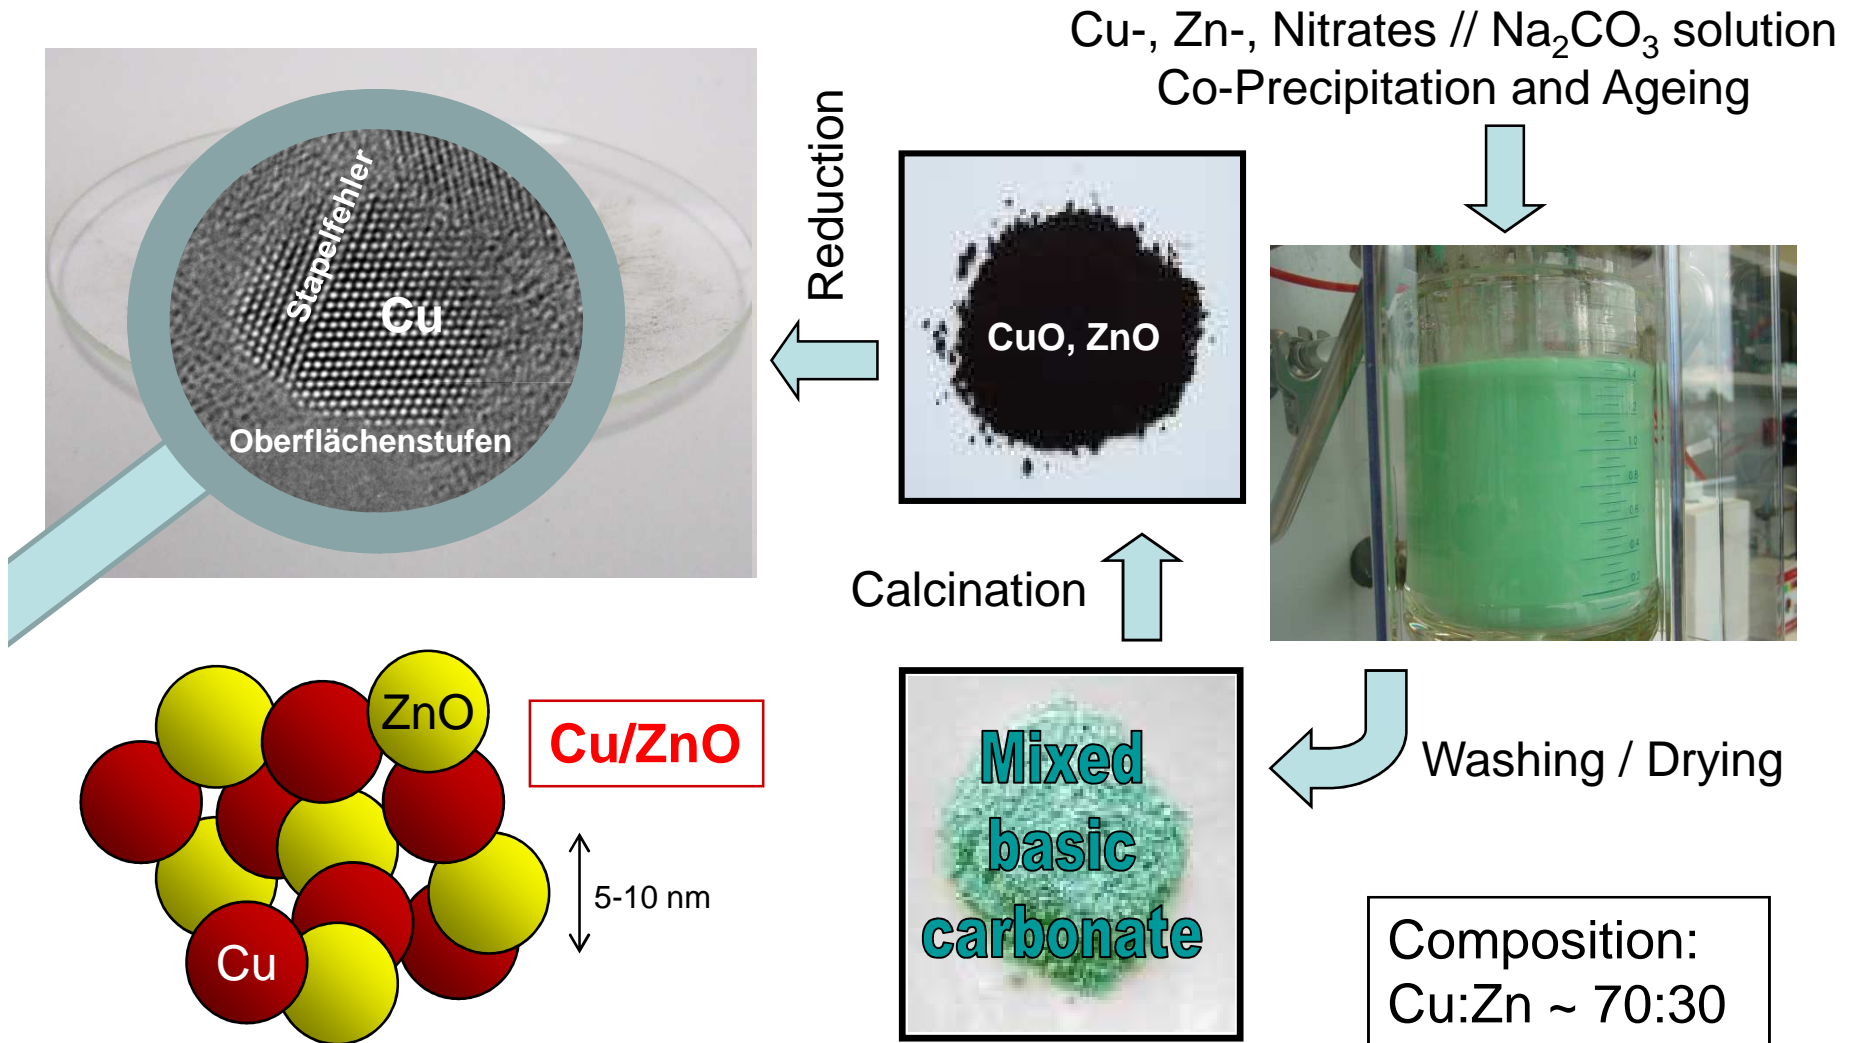 Cu-, Zn-, Nitrates // Na₂CO₃ solution
Co-Precipitation and Ageing
Reduction
Stapelfehler
Cu
Oberflächenstufen
CuO, ZnO
Calcination
Washing / Drying
Mixed
basic
carbonate
ZnO
Cu/ZnO
5-10 nm
Cu
Composition:
Cu:Zn ~ 70:30